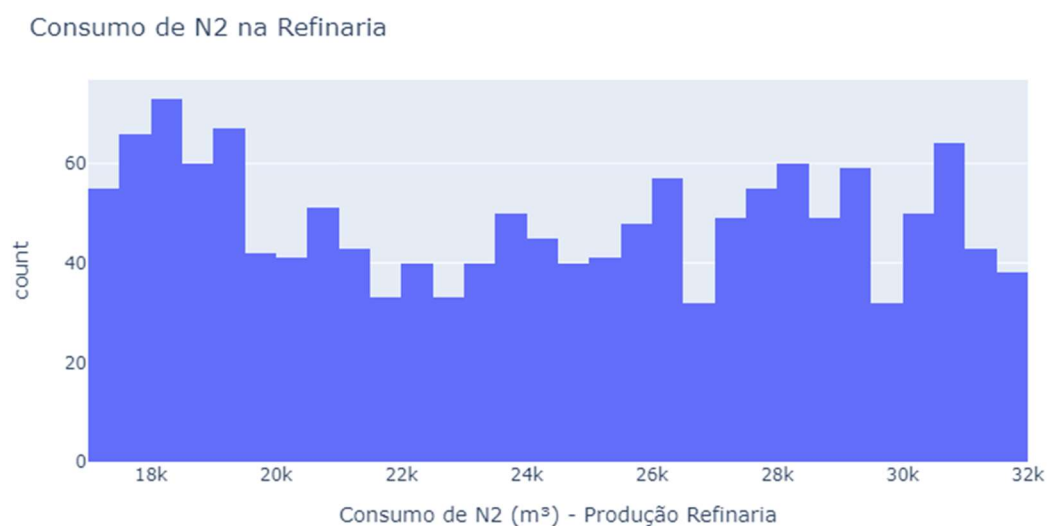 Consumo de N2 na Refinaria
60
40
20
0
count
18k 20k 22k 24k 26k 28k 30k 32k
Consumo de N2 (m³) - Produção Refinaria